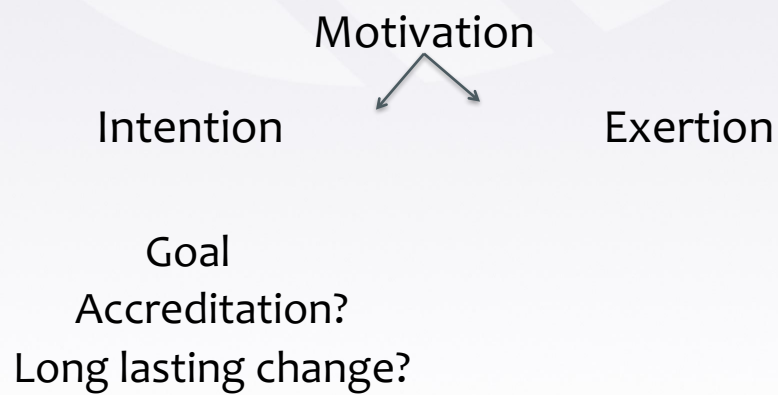 Motivation
Intention Exertion
Goal
Accreditation?
Long lasting change?